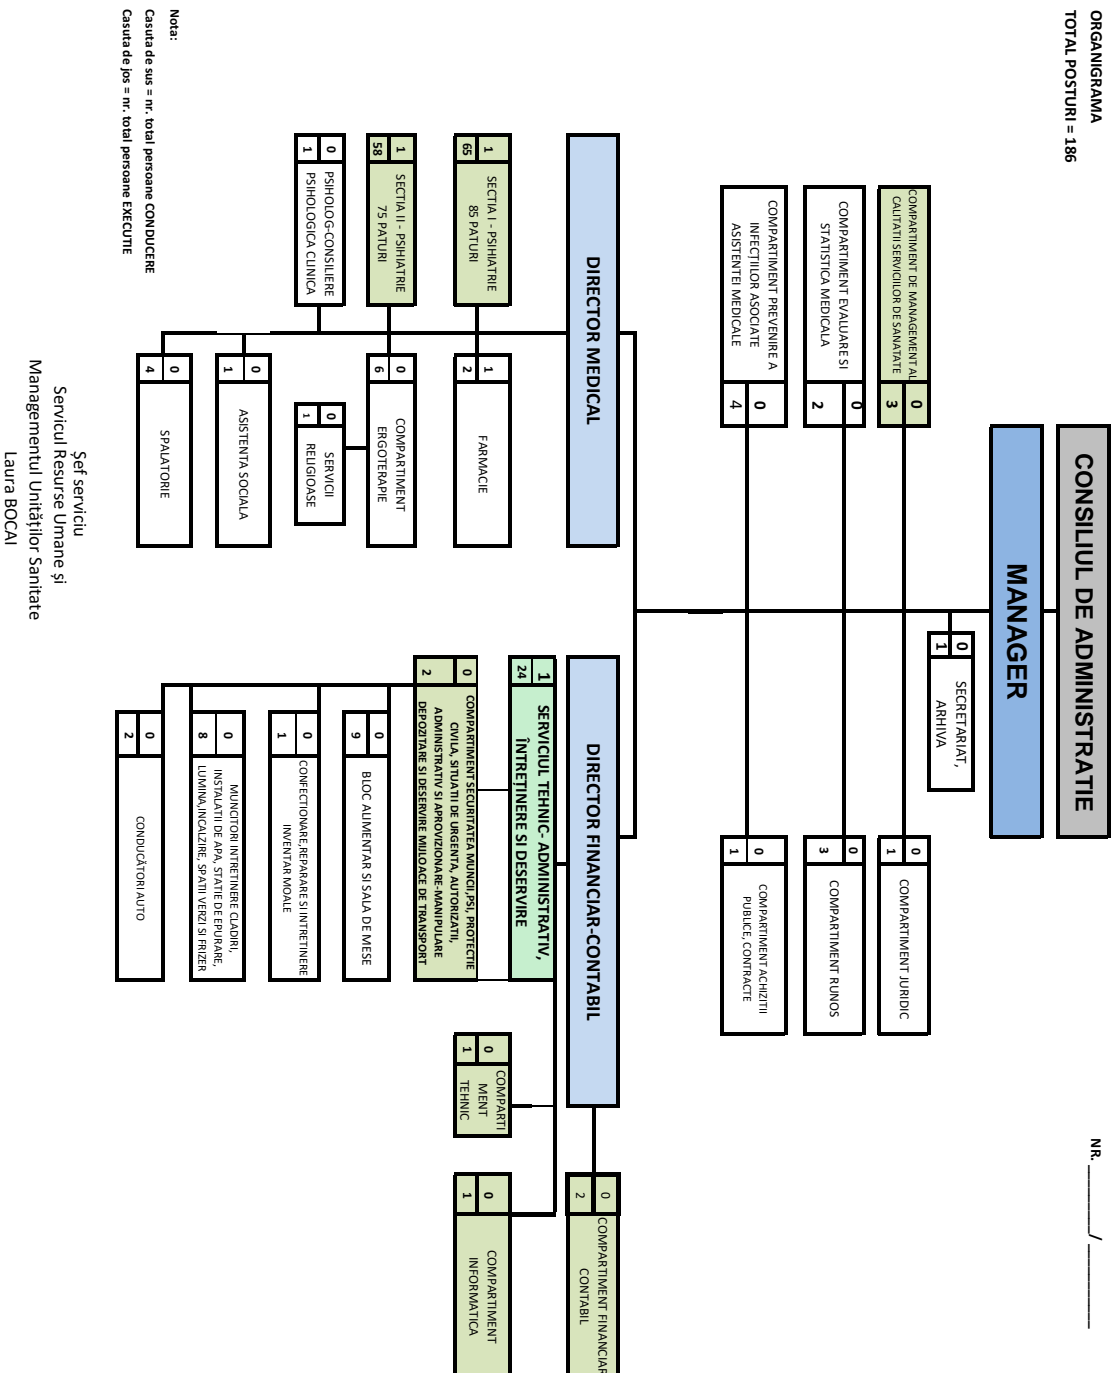 ORGANIGRAMA
TOTAL POSTURI = 186
NR. ________/ __________
CONSILIUL DE ADMINISTRATIE
MANAGER
0
1
SECRETARIAT,
ARHIVA
0
3
COMPARTIMENT DE MANAGEMENT AL
CALITATII SERVICIILOR DE SANATATE
0
1
COMPARTIMENT JURIDIC
COMPARTIMENT EVALUARE SI
STATISTICA MEDICALA
0
2
0
3
COMPARTIMENT RUNOS
COMPARTIMENT PREVENIRE A
INFECȚIILOR ASOCIATE
ASISTENTEI MEDICALE
0
4
0
1
COMPARTIMENT ACHIZITII
PUBLICE, CONTRACTE
DIRECTOR MEDICAL
DIRECTOR FINANCIAR-CONTABIL
0
2
COMPARTIMENT FINANCIAR
CONTABIL
1
65
SECTIA I - PSIHIATRIE
85 PATURI
1
2
FARMACIE
1
24
SERVICIUL TEHNIC- ADMINISTRATIV,
ÎNTREȚINERE SI DESERVIRE
0
1
COMPARTI
MENT
TEHNIC
0
1
COMPARTIMENT
INFORMATICA
1
58
SECTIA II - PSIHIATRIE
75 PATURI
0
6
COMPARTIMENT
ERGOTERAPIE
0
2
COMPARTIMENT SECURITATEA MUNCII,PSI, PROTECTIE
CIVILA, SITUATII DE URGENTA, AUTORIZATII,
ADMINISTRATIV SI APROVIZIONARE-MANIPULARE
DEPOZITARE SI DESERVIRE MIJLOACE DE TRANSPORT
0
1
PSIHOLOG-CONSILIERE
PSIHOLOGICA CLINICA
0
1
SERVICII
RELIGIOASE
0
9
BLOC ALIMENTAR SI SALA DE MESE
0
1
ASISTENTA SOCIALA
0
1
CONFECTIONARE,REPARARE SI INTRETINERE
INVENTAR MOALE
0
4
SPALATORIE
0
8
MUNCITORI INTRETINERE CLADIRI,
INSTALATII DE APA, STATIE DE EPURARE,
LUMINA,INCALZIRE, SPATII VERZI SI FRIZER
0
2
CONDUCĂTORI AUTO
Nota:
Casuta de sus = nr. total persoane CONDUCERE
Casuta de jos = nr. total persoane EXECUTIE
Șef serviciu
Servicul Resurse Umane și
Managementul Unităților Sanitate
Laura BOCAI